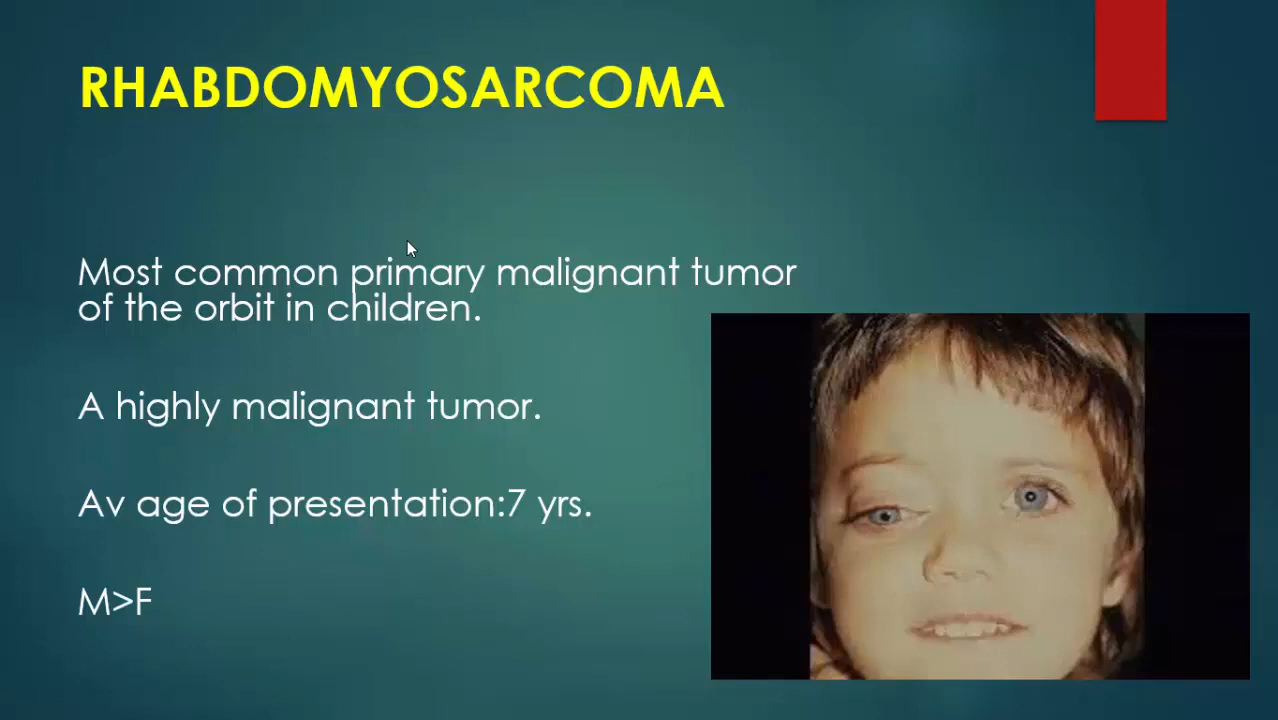 RHABDOMYOSARCOMA
Most common primary malignant tumor
of the orbit in children.
A highly malignant tumor.
Av age of presentation:7 yrs.
M>F